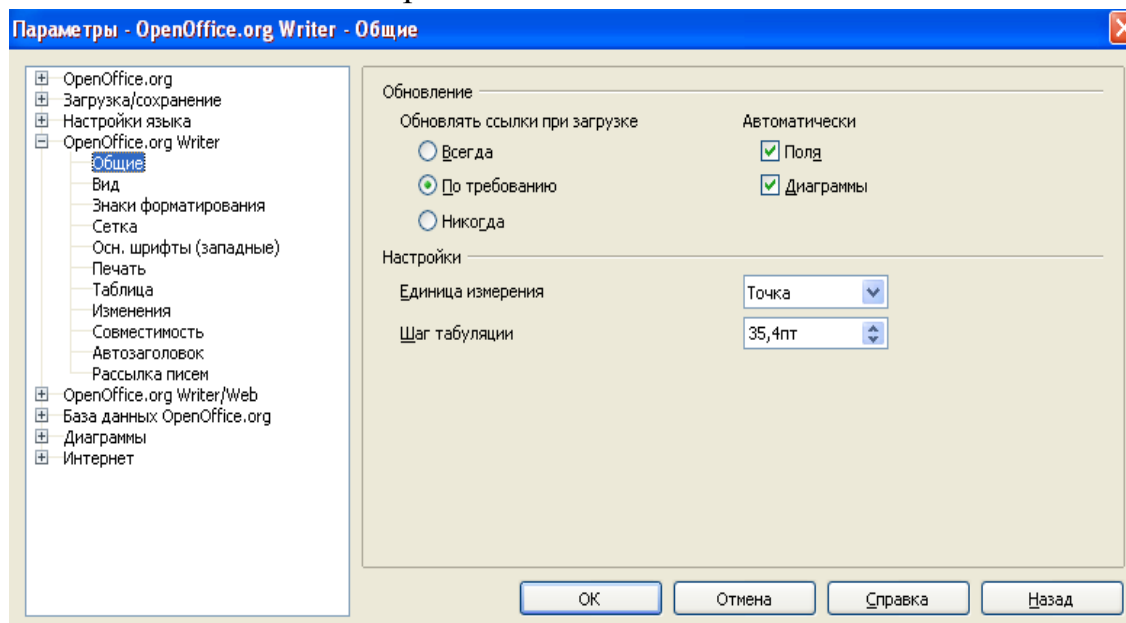 Параметры - OpenOffice.org Writer - Общие
OpenOffice.org
Загрузка/сохранение
Настройки языка
OpenOffice.org Writer
Общие
Вид
Знаки форматирования
Сетка
Осн. шрифты (западные)
Печать
Таблица
Изменения
Совместимость
Автозаголовок
Рассылка писем
OpenOffice.org Writer/Web
База данных OpenOffice.org
Диаграммы
Интернет
Обновление
Обновлять ссылки при загрузке
Всегда
По требованию
Никогда
Автоматически
Поля
Диаграммы
Настройки
Единица измерения
Точка
Шаг табуляции
35,4пт
ОК
Отмена
Справка
Назад